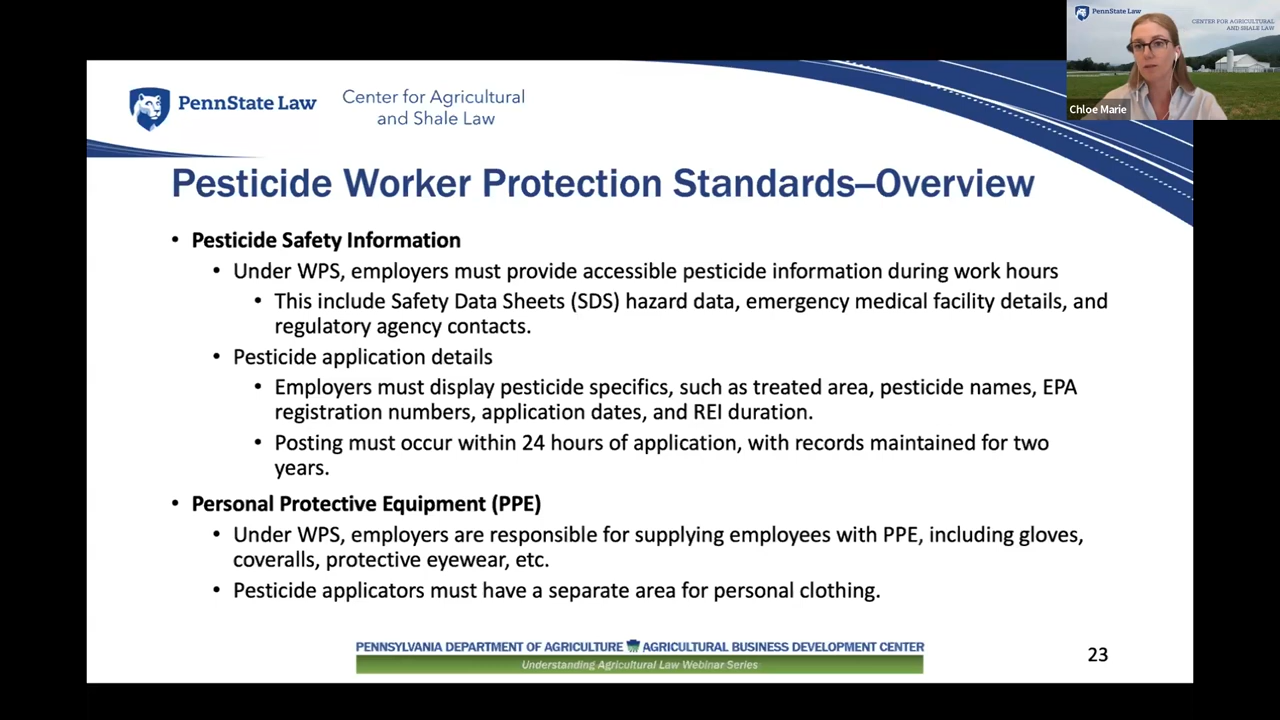 PennState Law
CENTER FOR AGRICULTURAL
AND SHALE LAW
Chloe Marie
PennState Law
Center for Agricultural
and Shale Law
Pesticide Worker Protection Standards–Overview
• Pesticide Safety Information
• Under WPS, employers must provide accessible pesticide information during work hours
• This include Safety Data Sheets (SDS) hazard data, emergency medical facility details, and
regulatory agency contacts.
• Pesticide application details
• Employers must display pesticide specifics, such as treated area, pesticide names, EPA
registration numbers, application dates, and REI duration.
• Posting must occur within 24 hours of application, with records maintained for two
years.
• Personal Protective Equipment (PPE)
• Under WPS, employers are responsible for supplying employees with PPE, including gloves,
coveralls, protective eyewear, etc.
• Pesticide applicators must have a separate area for personal clothing.
PENNSYLVANIA DEPARTMENT OF AGRICULTURE AGRICULTURAL BUSINESS DEVELOPMENT CENTER
Understanding Agricultural Law Webinar Series
23